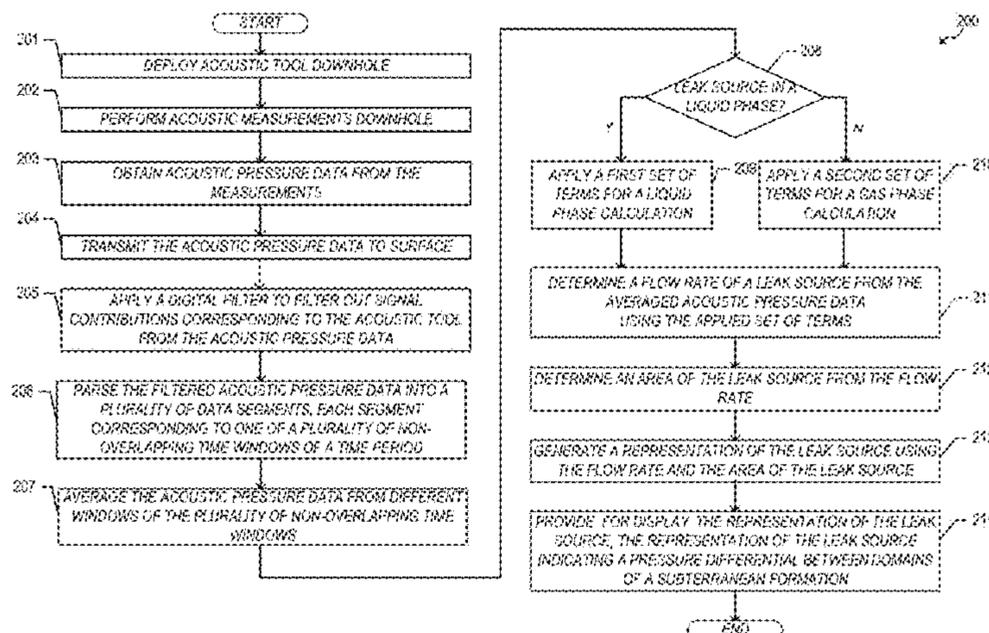 START
201
DEPLOY ACOUSTIC TOOL DOWNHOLE
202
PERFORM ACOUSTIC MEASUREMENTS DOWNHOLE
203
OBTAIN ACOUSTIC PRESSURE DATA FROM THE
MEASUREMENTS
204
TRANSMIT THE ACOUSTIC PRESSURE DATA TO SURFACE
205
APPLY A DIGITAL FILTER TO FILTER OUT SIGNAL
CONTRIBUTIONS CORRESPONDING TO THE ACOUSTIC TOOL
FROM THE ACOUSTIC PRESSURE DATA
206
PARSE THE FILTERED ACOUSTIC PRESSURE DATA INTO A
PLURALITY OF DATA SEGMENTS, EACH SEGMENT
CORRESPONDING TO ONE OF A PLURALITY OF NON-
OVERLAPPING TIME WINDOWS OF A TIME PERIOD
207
AVERAGE THE ACOUSTIC PRESSURE DATA FROM DIFFERENT
WINDOWS OF THE PLURALITY OF NON-OVERLAPPING TIME
WINDOWS
200
208
LEAK SOURCE IN A
LIQUID PHASE?
Y
N
209
APPLY A FIRST SET OF
TERMS FOR A LIQUID
PHASE CALCULATION
210
APPLY A SECOND SET OF
TERMS FOR A GAS PHASE
CALCULATION
DETERMINE A FLOW RATE OF A LEAK SOURCE FROM THE
AVERAGED ACOUSTIC PRESSURE DATA
USING THE APPLIED SET OF TERMS
DETERMINE AN AREA OF THE LEAK SOURCE FROM THE FLOW
RATE
GENERATE A REPRESENTATION OF THE LEAK SOURCE USING
THE FLOW RATE AND THE AREA OF THE LEAK SOURCE
PROVIDE FOR DISPLAY THE REPRESENTATION OF THE LEAK
SOURCE, THE REPRESENTATION OF THE LEAK SOURCE
INDICATING A PRESSURE DIFFERENTIAL BETWEEN DOMAINS
OF A SUBTERRANEAN FORMATION
END